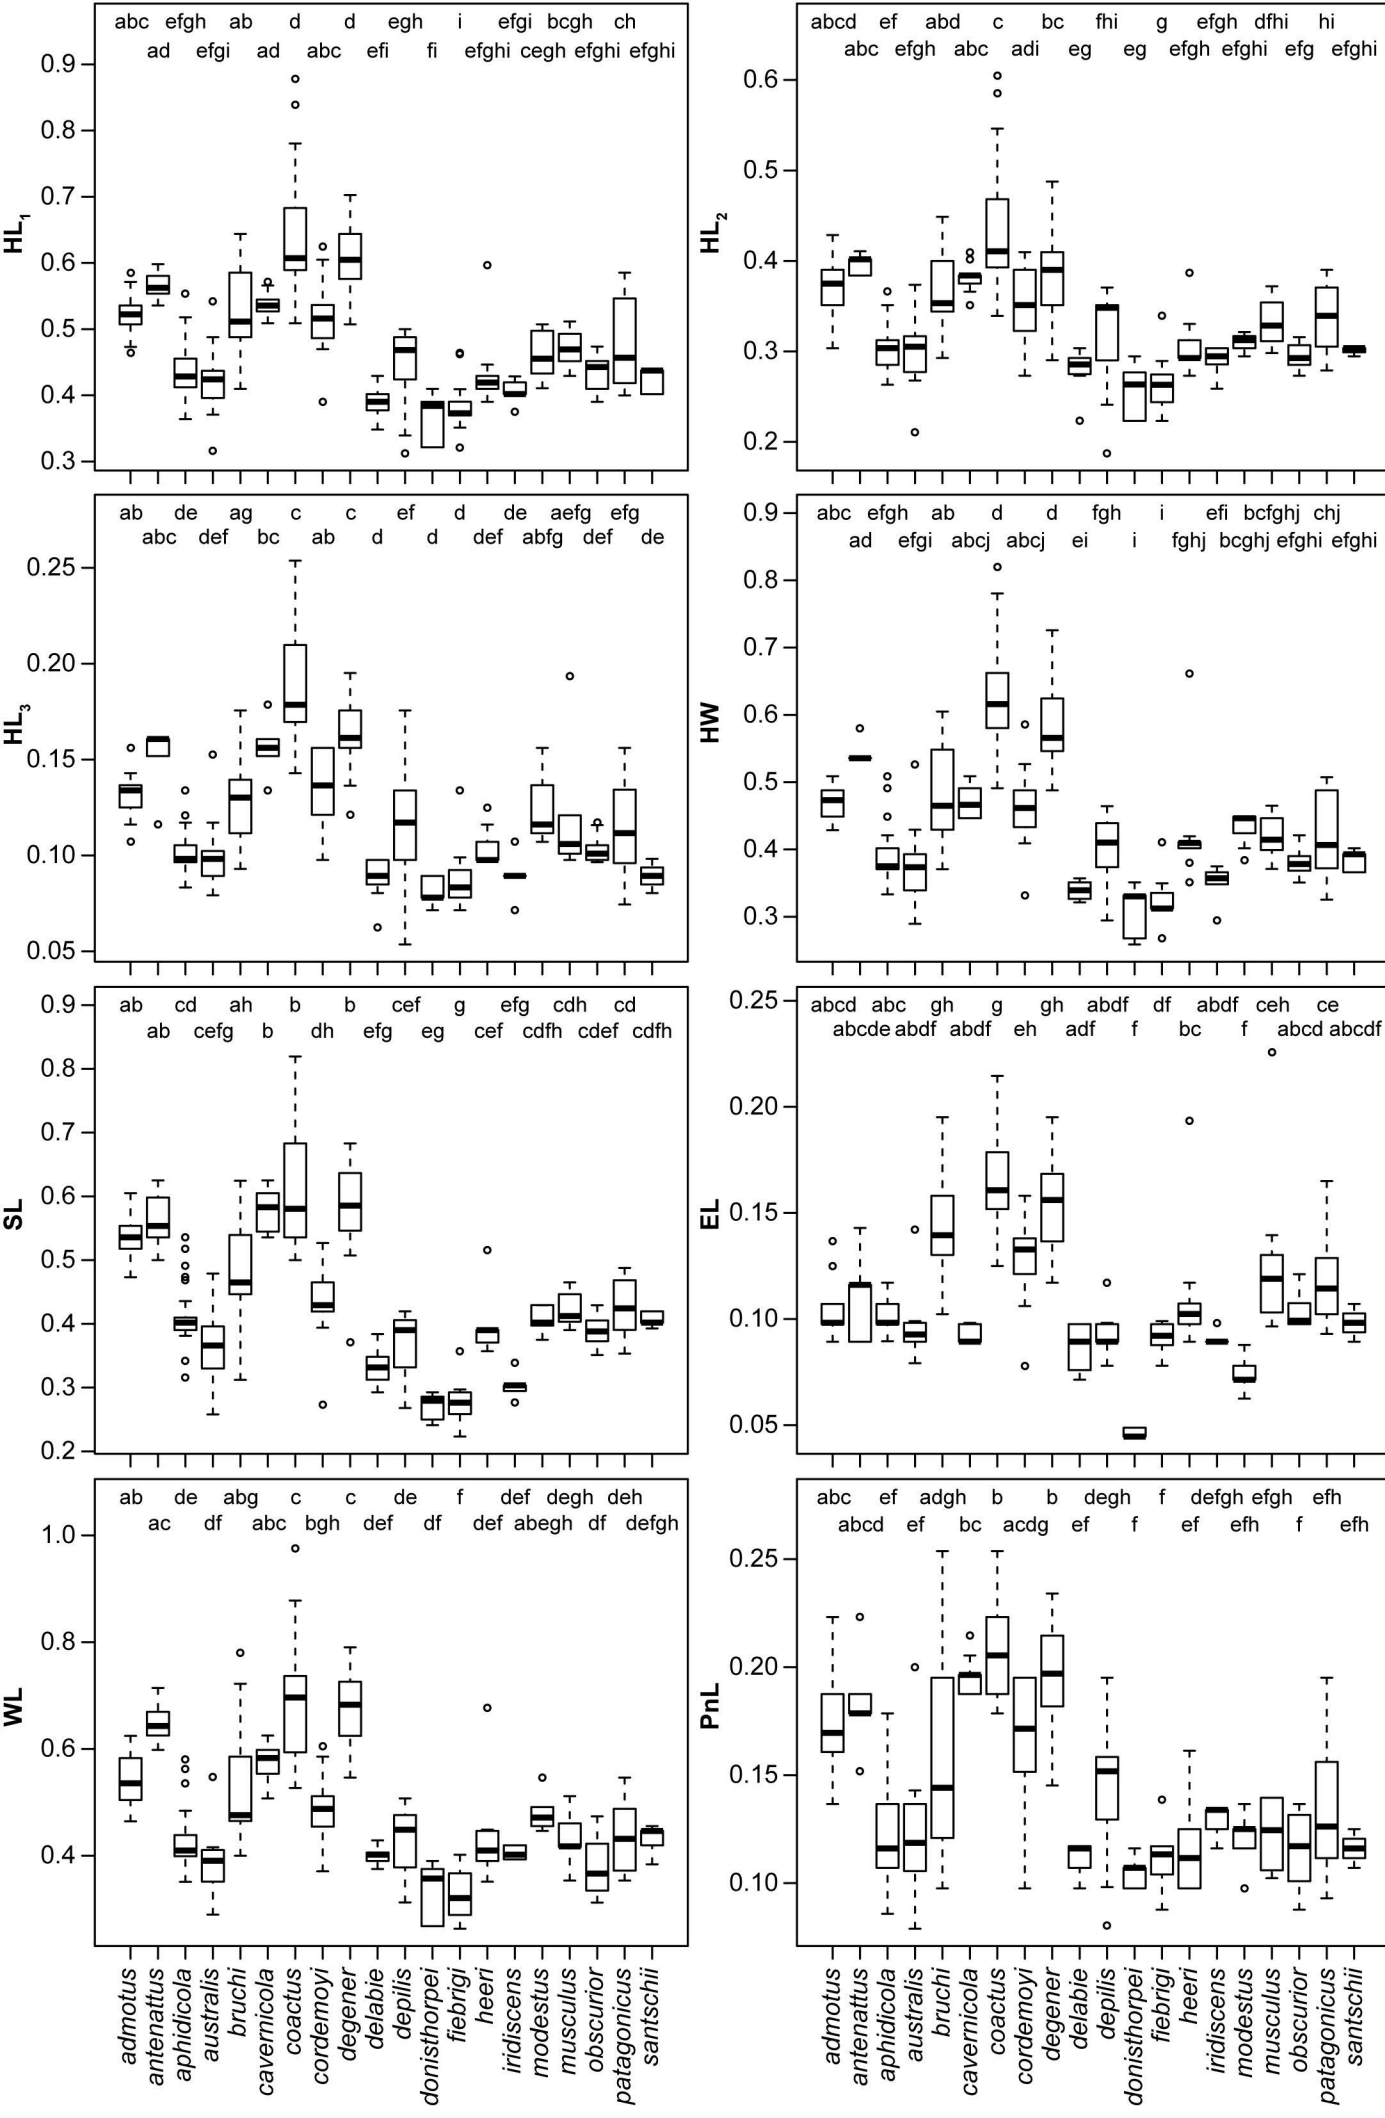 abc efgh ab d d egh i efgi bcgh ch
ad efgi ad abc efi fi efghi cegh efghi efghi
HL1
0.9
0.8
0.7
0.6
0.5
0.4
0.3
abcd ef abd c bc fhi g efgh dfhi hi
abc efgh abc adi eg eg efgh efghi efg efghi
HL2
0.6
0.5
0.4
0.3
0.2
ab de ag c c ef d de aefg efg
abc def bc ab d d def abfg def de
HL3
0.25
0.20
0.15
0.10
0.05
abc efgh ab d d fgh i efi bcfghj chj
ad efgi abcj abcj ei i fghj bcghj efghi efghi
HW
0.9
0.8
0.7
0.6
0.5
0.4
0.3
ab cd ah b b cef g efg cdh cd
ab cefg b dh efg eg cef cdfh cdef cdfh
SL
0.9
0.8
0.7
0.6
0.5
0.4
0.3
0.2
abcd abc gh g gh abdf df abdf ceh ce
abcde abdf abdf eh adf f bc f abcd abcdf
EL
0.25
0.20
0.15
0.10
0.05
ab de abg c c de f def degh deh
ac df abc bgh def df def abegh df defgh
WL
1.0
0.8
0.6
0.4
abc ef adgh b b degh f defgh efgh efh
abcd ef bc acdg ef f ef efh f efh
PnL
0.25
0.20
0.15
0.10
admotus
antenattus
aphidicola
australis
bruchi
cavernicola
coactus
cordemoyi
degener
delabie
depilis
donisthorpei
fiebrigi
heeri
iridiscens
modestus
musculus
obscurior
patagonicus
santschii
admotus
antenattus
aphidicola
australis
bruchi
cavernicola
coactus
cordemoyi
degener
delabie
depilis
donisthorpei
fiebrigi
heeri
iridiscens
modestus
musculus
obscurior
patagonicus
santschii